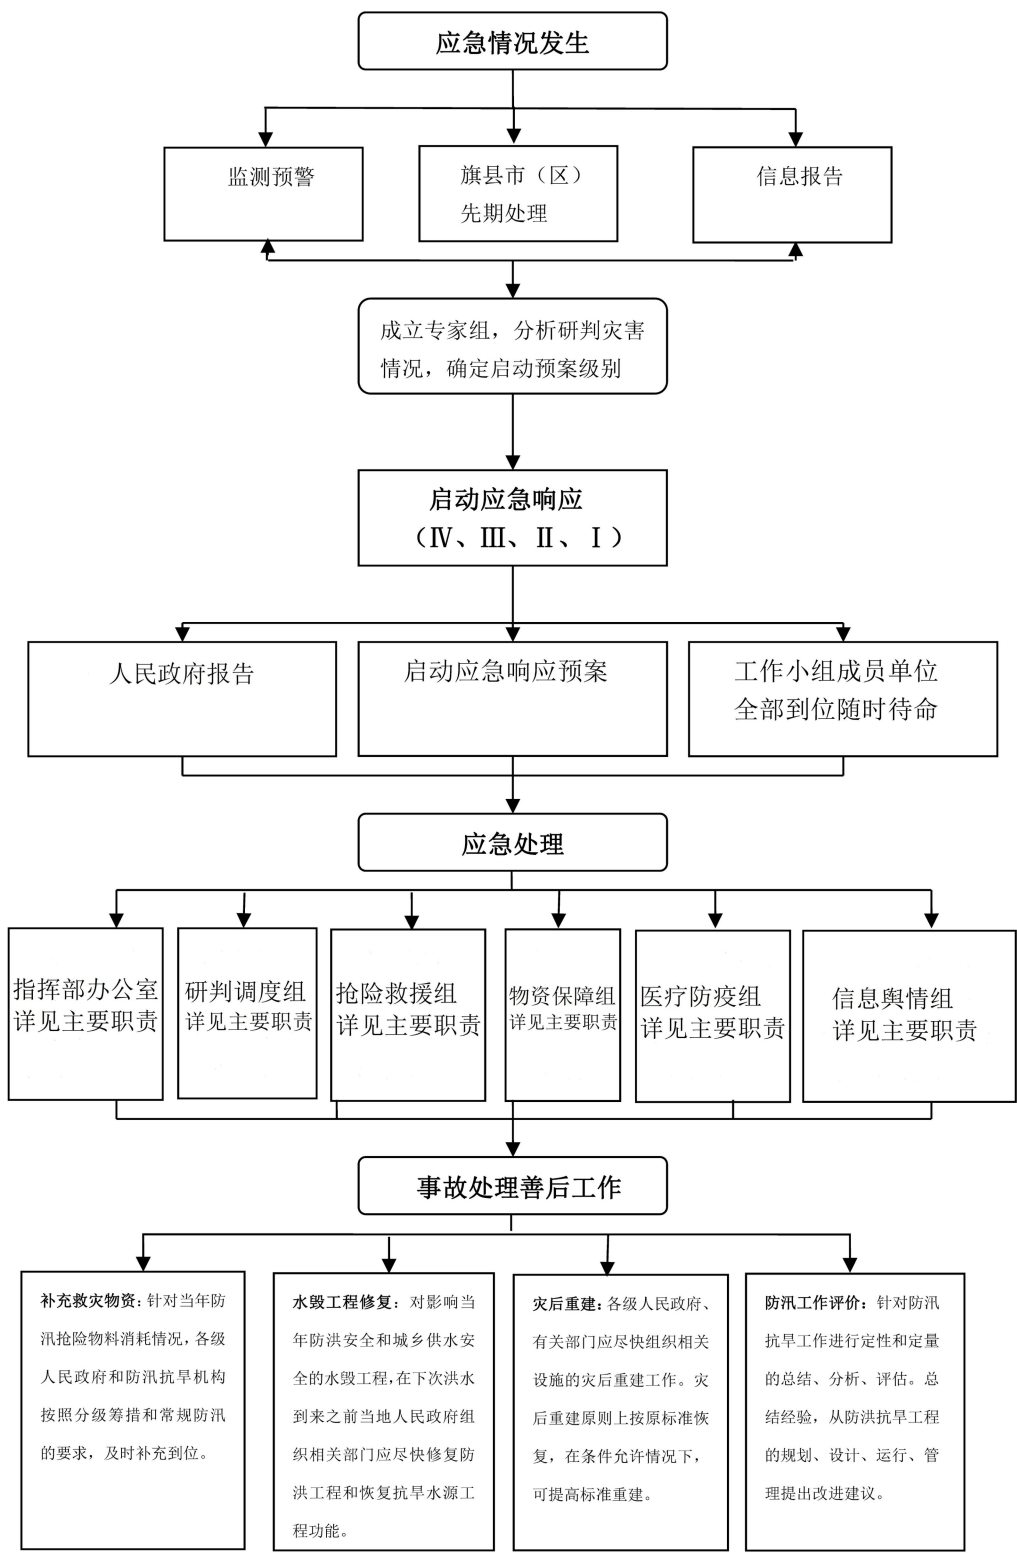 应急情况发生
监测预警
旗县市（区）
先期处理
信息报告
成立专家组，分析研判灾害
情况，确定启动预案级别
启动应急响应
（Ⅳ、Ⅲ、Ⅱ、Ⅰ）
人民政府报告
启动应急响应预案
工作小组成员单位
全部到位随时待命
应急处理
指挥部办公室
详见主要职责
研判调度组
详见主要职责
抢险救援组
详见主要职责
物资保障组
详见主要职责
医疗防疫组
详见主要职责
信息舆情组
详见主要职责
事故处理善后工作
补充救灾物资：针对当年防
汛抢险物料消耗情况，各级
人民政府和防汛抗旱机构
按照分级筹措和常规防汛
的要求，及时补充到位。
水毁工程修复：对影响当
年防洪安全和城乡供水安
全的水毁工程，在下次洪水
到来之前当地人民政府组
织相关部门应尽快修复防
洪工程和恢复抗旱水源工
程功能。
灾后重建：各级人民政府、
有关部门应尽快组织相关
设施的灾后重建工作。灾
后重建原则上按原标准恢
复，在条件允许情况下，
可提高标准重建。
防汛工作评价：针对防汛
抗旱工作进行定性和定量
的总结、分析、评估。总
结经验，从防洪抗旱工程
的规划、设计、运行、管
理提出改进建议。